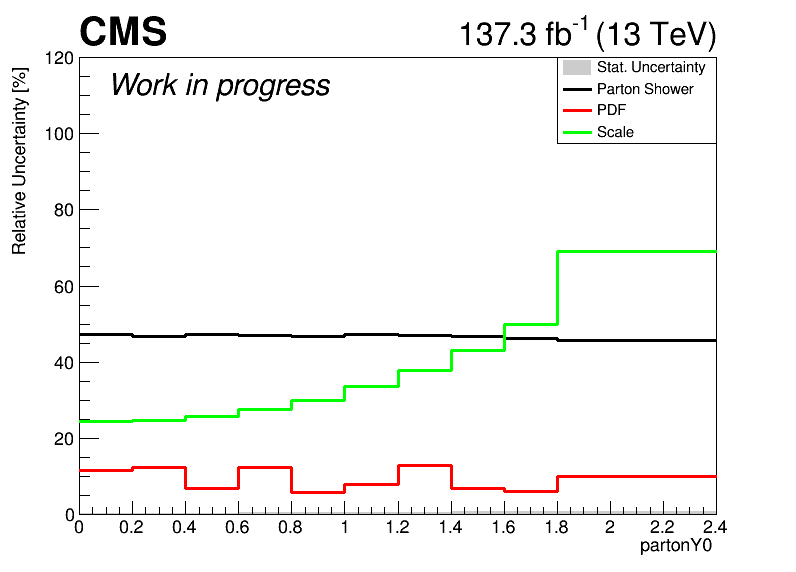 CMS
137.3 fb-1 (13 TeV)
Work in progress
Stat. Uncertainty
Parton Shower
PDF
Scale
Relative Uncertainty [%]
120
100
80
60
40
20
0
0 0.2 0.4 0.6 0.8 1 1.2 1.4 1.6 1.8 2 2.2 2.4
partonY0